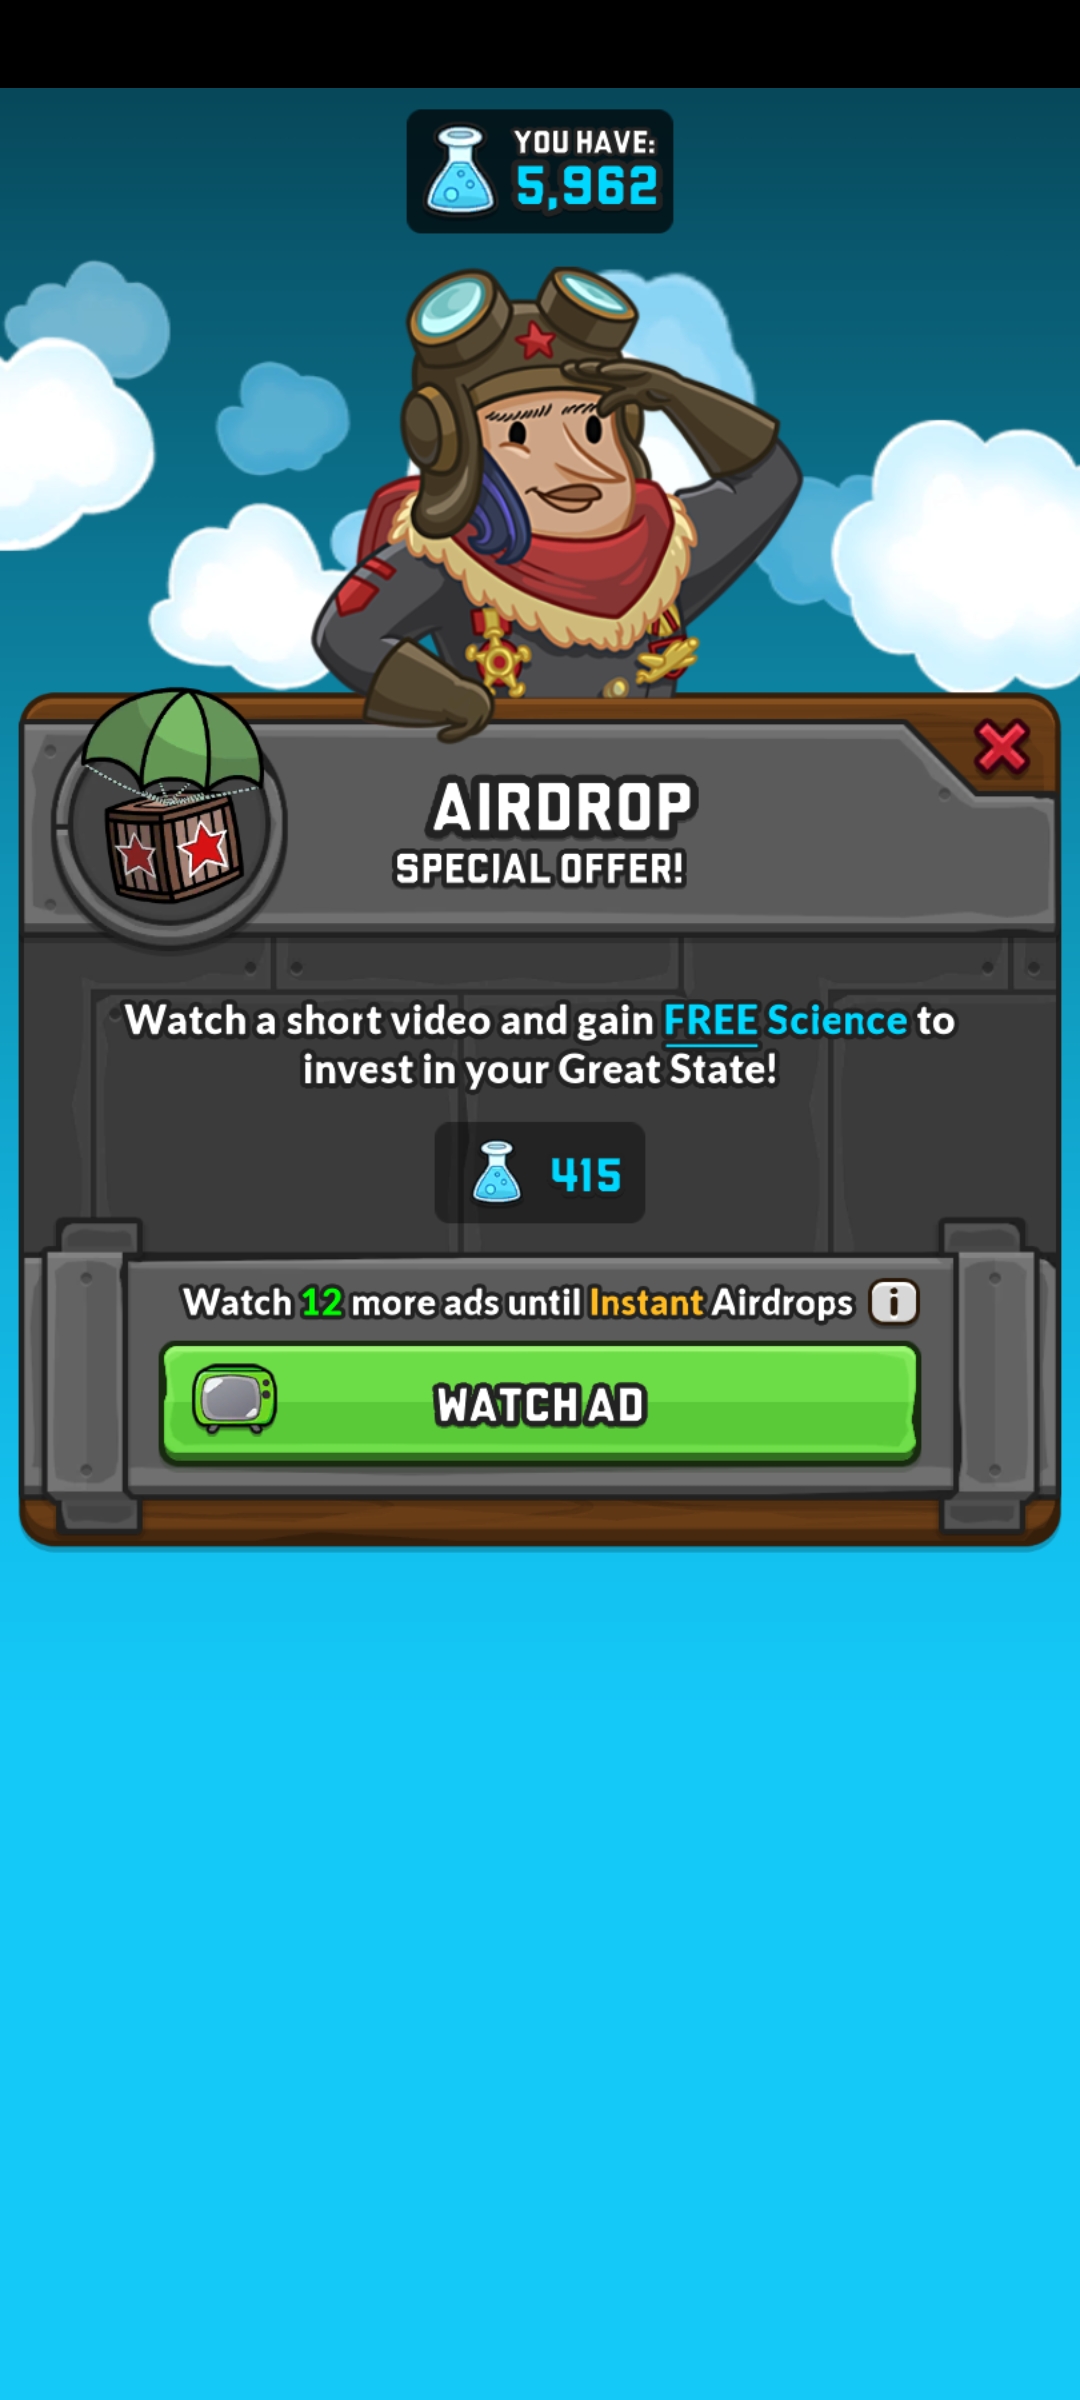 YOU HAVE:
5,962
AIRDROP
SPECIAL OFFER!
Watch a short video and gain FREE Science to
invest in your Great State!
415
Watch 12 more ads until Instant Airdrops i
WATCH AD